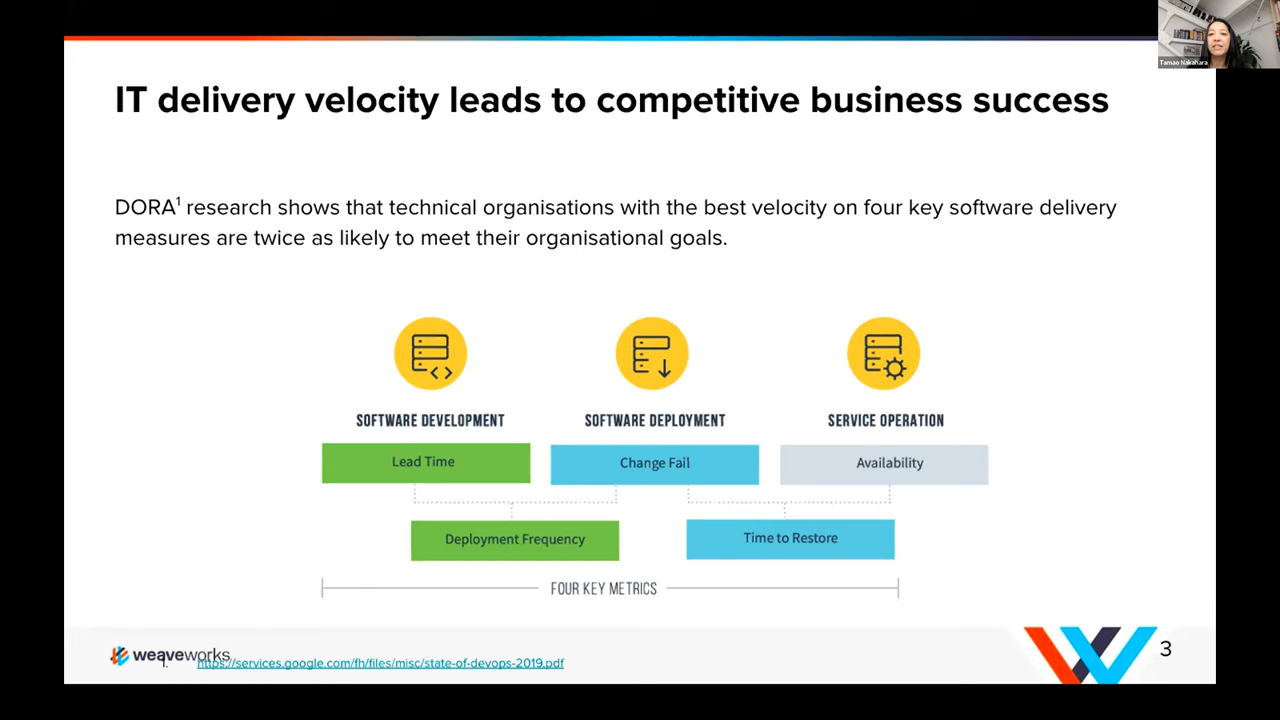 Tamao Nakahara
IT delivery velocity leads to competitive business success
DORA1 research shows that technical organisations with the best velocity on four key software delivery
measures are twice as likely to meet their organisational goals.
SOFTWARE DEVELOPMENT
SOFTWARE DEPLOYMENT
SERVICE OPERATION
Lead Time
Change Fail
Availability
Deployment Frequency
Time to Restore
FOUR KEY METRICS
weaveworks
1. https://services.google.com/fh/files/misc/state-of-devops-2019.pdf
3